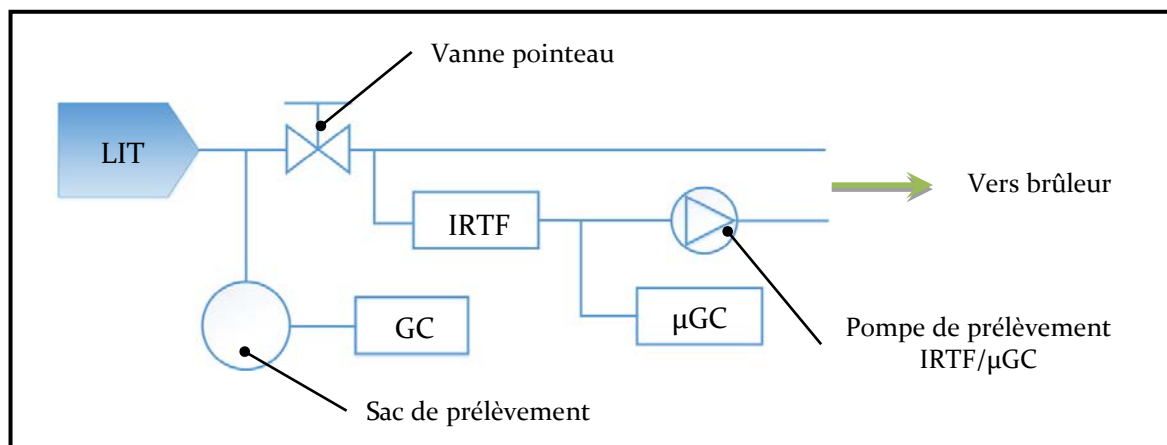 Vanne pointeau
LIT
Vers brûleur
IRTF
GC
µGC
Pompe de prélèvement
IRTF/µGC
Sac de prélèvement